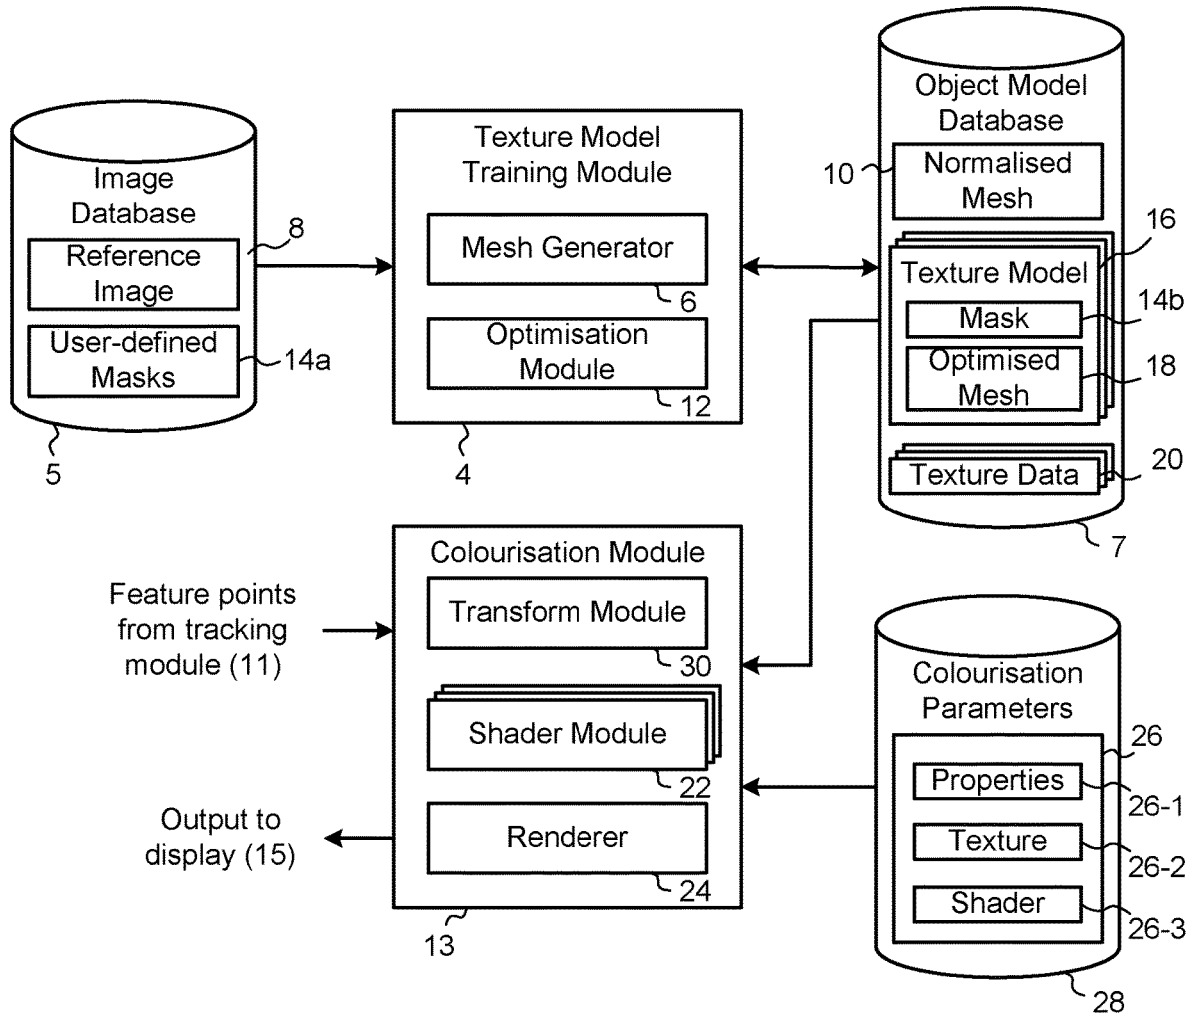 Image
Database
Reference
Image
8
User-defined
Masks
14a
5
Texture Model
Training Module
Mesh Generator
6
Optimisation
Module
12
4
Object Model
Database
10
Normalised
Mesh
16
Texture Model
Mask
14b
Optimised
Mesh
18
Texture Data
20
7
Feature points
from tracking
module (11)
Output to
display (15)
Colourisation Module
Transform Module
30
Shader Module
22
Renderer
24
13
Colourisation
Parameters
26
Properties
26-1
Texture
26-2
Shader
26-3
28